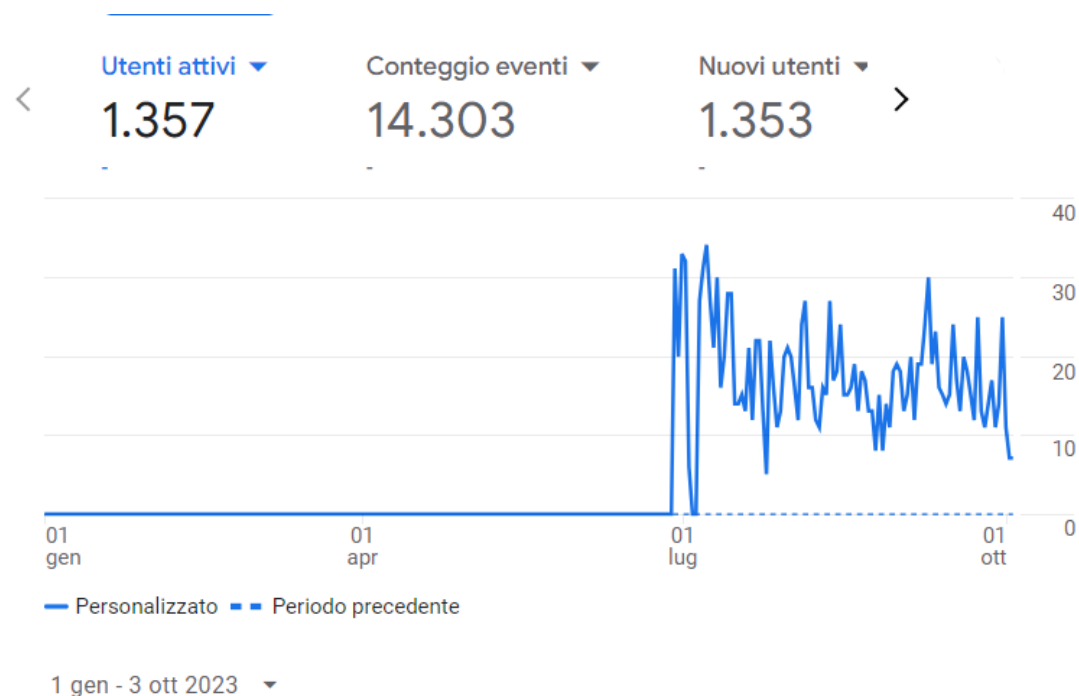 Utenti attivi Conteggio eventi Nuovi utenti
1.357 14.303 1.353
- - -
40
30
20
10
0
01 01 01 01
gen apr lug ott
Personalizzato Periodo precedente
1 gen - 3 ott 2023